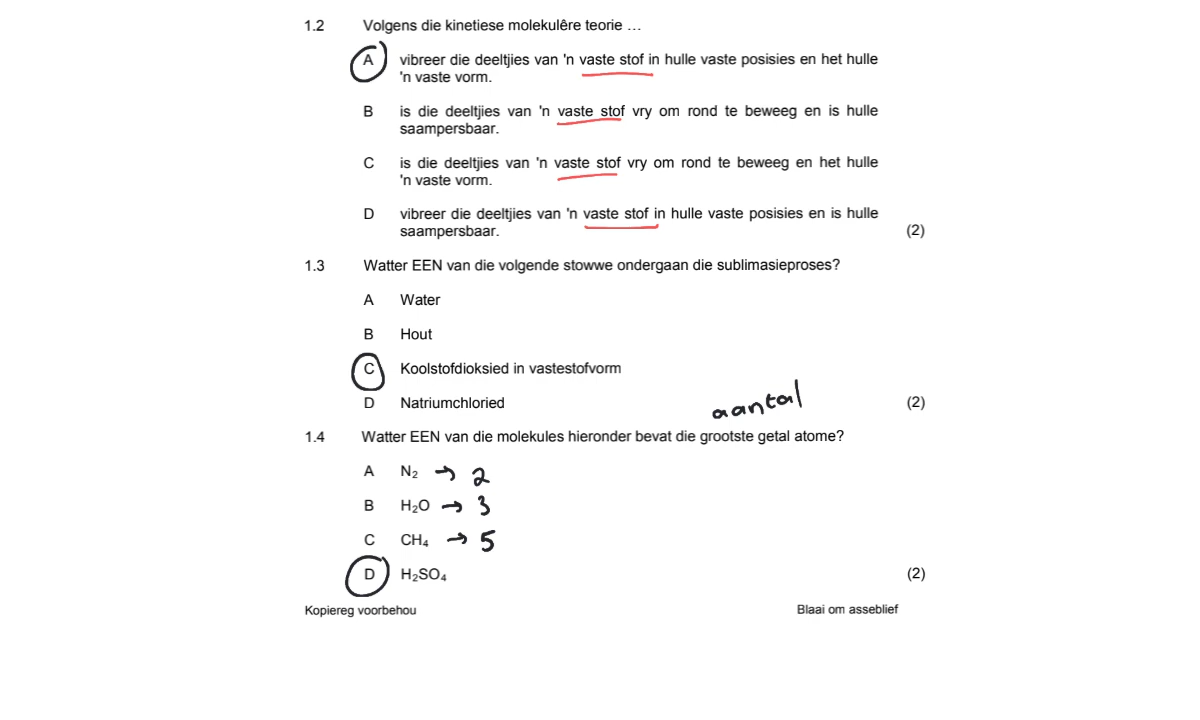 1.2 Volgens die kinetiese molekulêre teorie …
A vibreer die deeltjies van 'n vaste stof in hulle vaste posisies en het hulle
'n vaste vorm.
B is die deeltjies van 'n vaste stof vry om rond te beweeg en is hulle
saampersbaar.
C is die deeltjies van 'n vaste stof vry om rond te beweeg en het hulle
'n vaste vorm.
D vibreer die deeltjies van 'n vaste stof in hulle vaste posisies en is hulle
saampersbaar. (2)
1.3 Watter EEN van die volgende stowwe ondergaan die sublimasieproses?
A Water
B Hout
C Koolstofdioksied in vastestofvorm
D Natriumchloried (2)
aantal
1.4 Watter EEN van die molekules hieronder bevat die grootste getal atome?
A N₂ → 2
B H₂O → 3
C CH₄ → 5
D H₂SO₄ (2)
Kopiereg voorbehou Blaai om asseblief